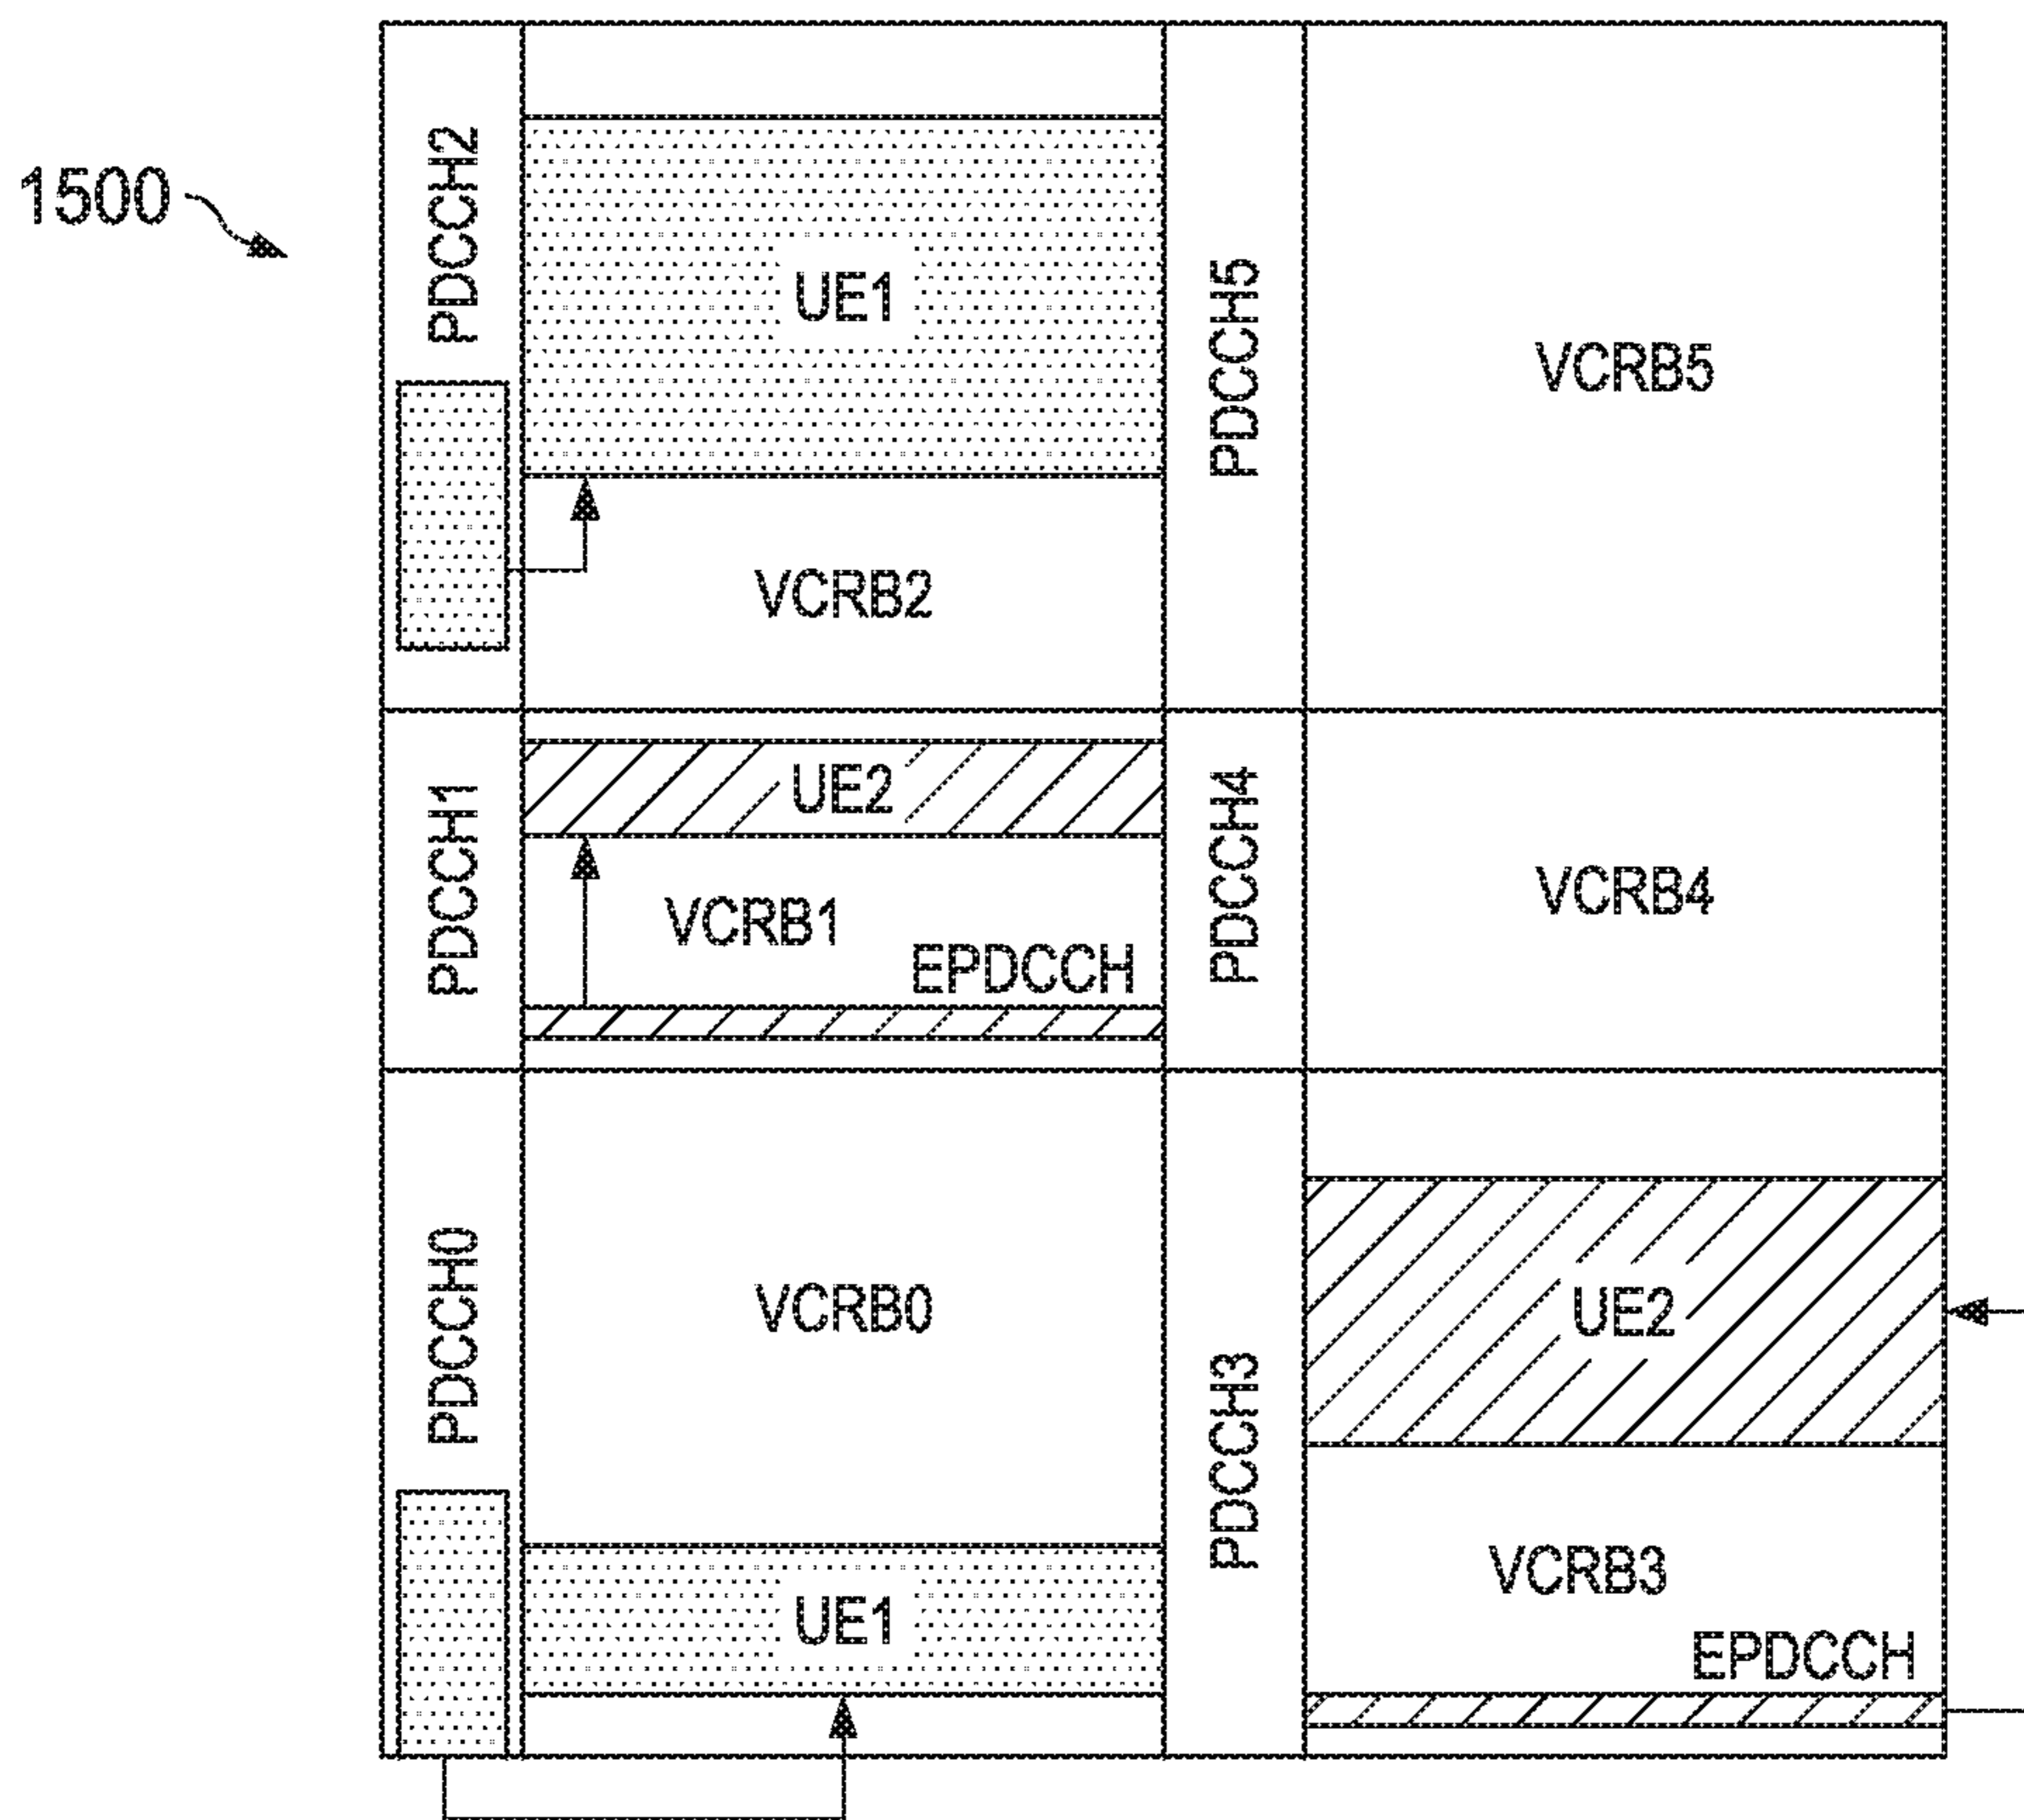 1500
PDCCH2
UE1
VCRB2
PDCCH5
VCRB5
PDCCH1
UE2
VCRB1
EPDCCH
PDCCH4
VCRB4
PDCCH0
VCRB0
UE1
PDCCH3
UE2
VCRB3
EPDCCH